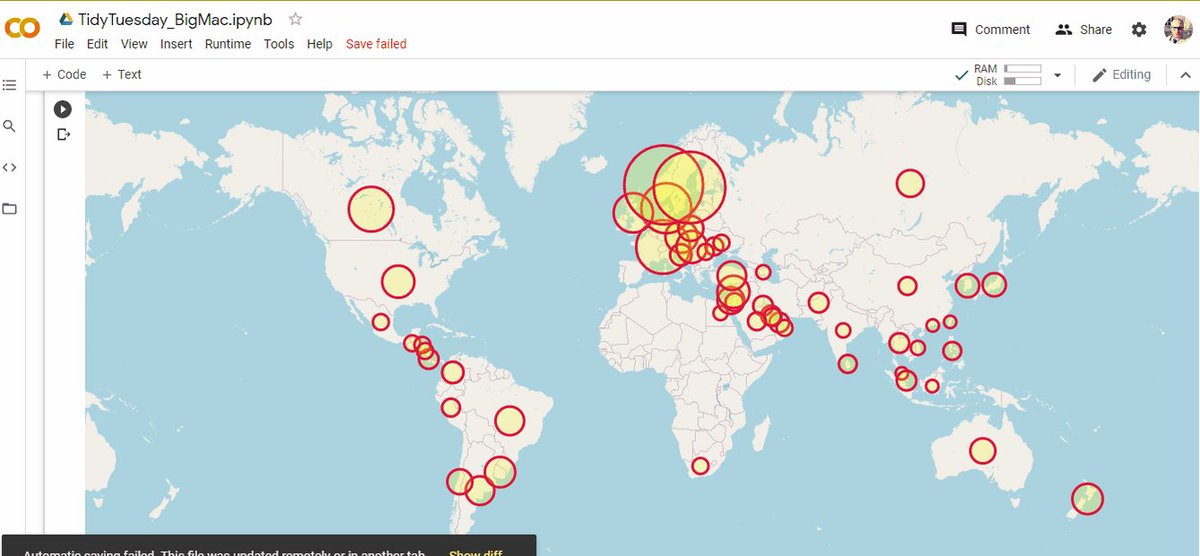 TidyTuesday_BigMac.ipynb
File Edit View Insert Runtime Tools Help Save failed
Comment
Share
+ Code + Text
RAM
Disk
Editing
Automatic saving failed. This file was updated remotely or in another tab. Show diff